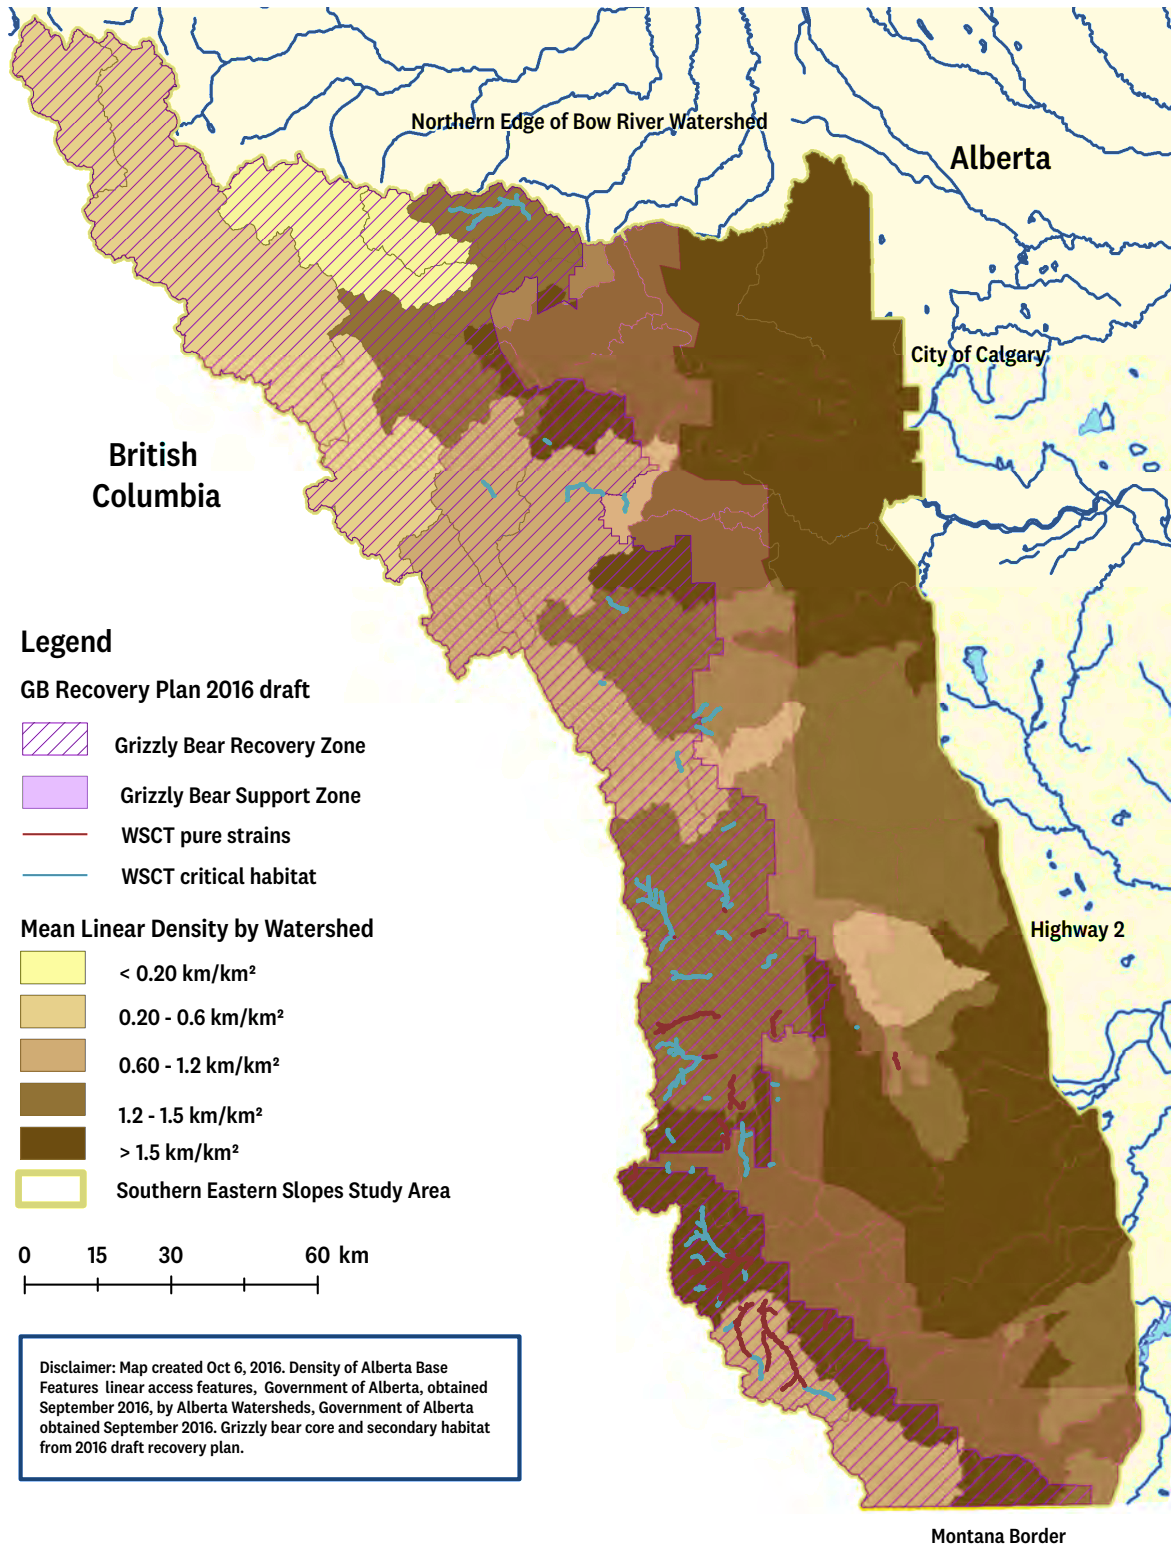 Northern Edge of Bow River Watershed
Alberta
City of Calgary
British
Columbia
Legend
GB Recovery Plan 2016 draft
Grizzly Bear Recovery Zone
Grizzly Bear Support Zone
WSCT pure strains
WSCT critical habitat
Mean Linear Density by Watershed
< 0.20 km/km²
0.20 - 0.6 km/km²
0.60 - 1.2 km/km²
1.2 - 1.5 km/km²
> 1.5 km/km²
Southern Eastern Slopes Study Area
Highway 2
0 15 30 60 km
Disclaimer: Map created Oct 6, 2016. Density of Alberta Base
Features linear access features, Government of Alberta, obtained
September 2016, by Alberta Watersheds, Government of Alberta
obtained September 2016. Grizzly bear core and secondary habitat
from 2016 draft recovery plan.
Montana Border